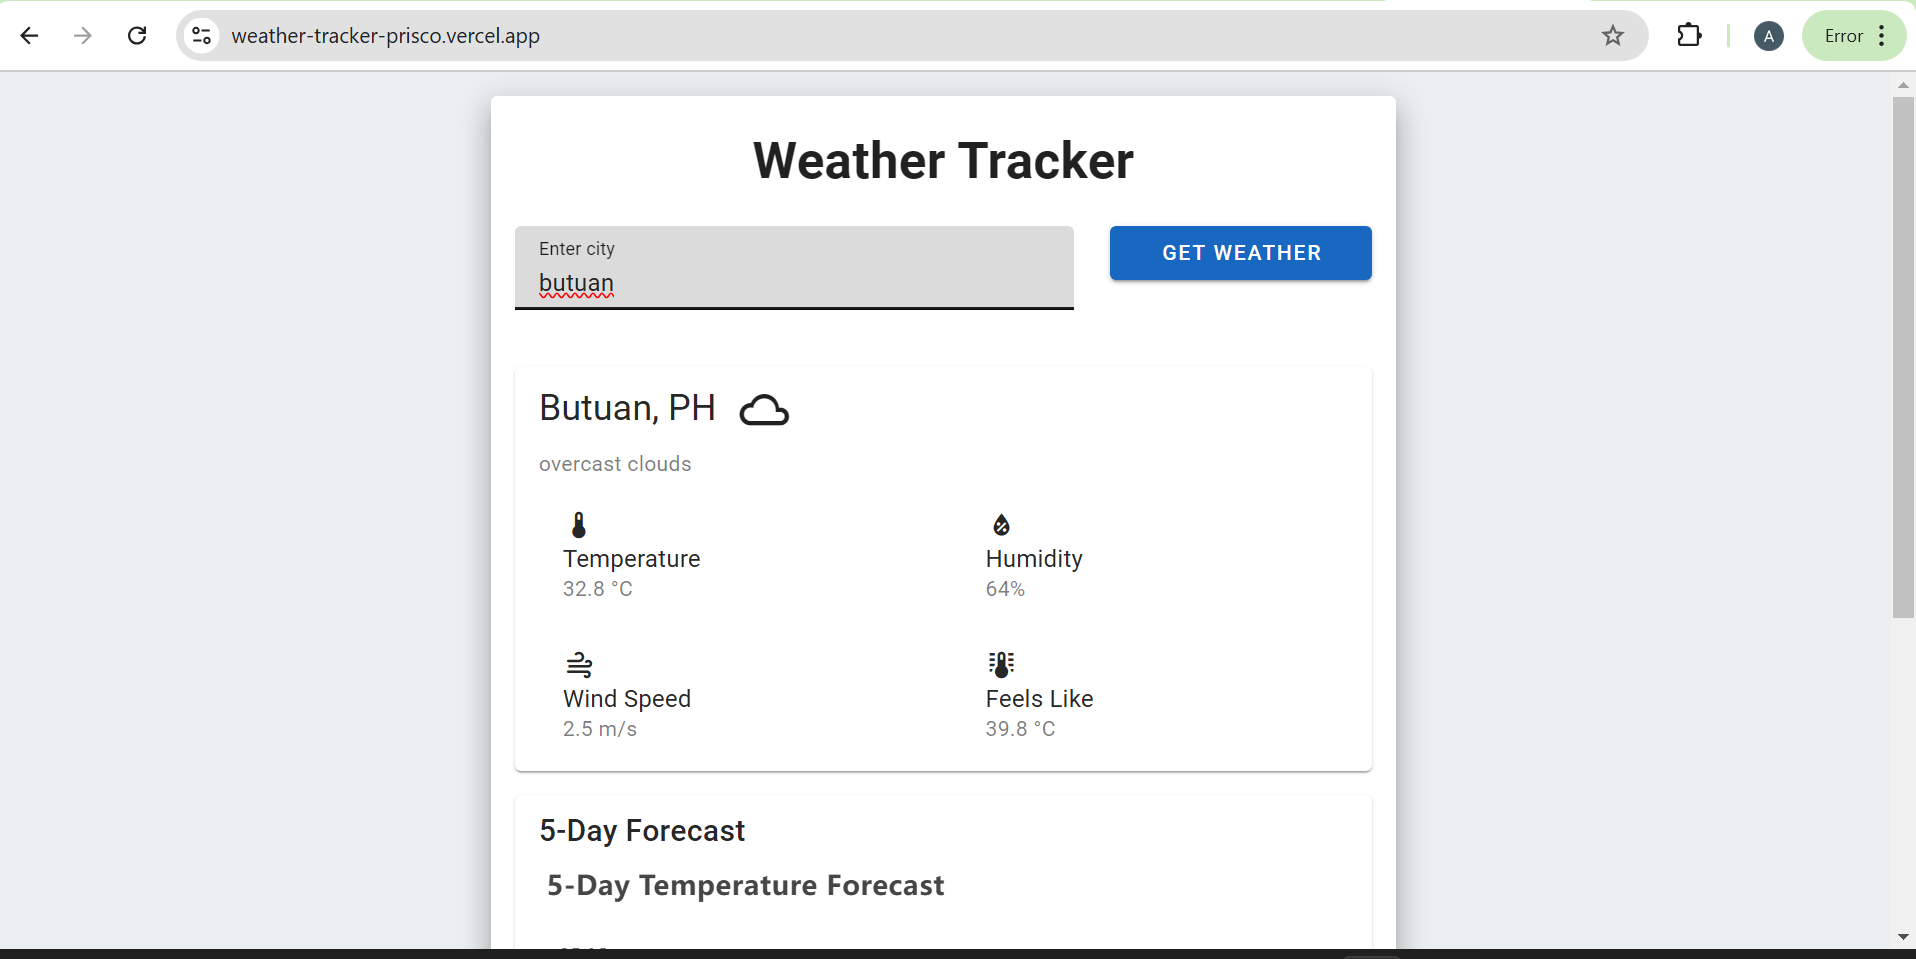 weather-tracker-prisco.vercel.app
A
Error
Weather Tracker
Enter city
butuan
GET WEATHER
Butuan, PH
overcast clouds
Temperature
32.8 °C
Humidity
64%
Wind Speed
2.5 m/s
Feels Like
39.8 °C
5-Day Forecast
5-Day Temperature Forecast